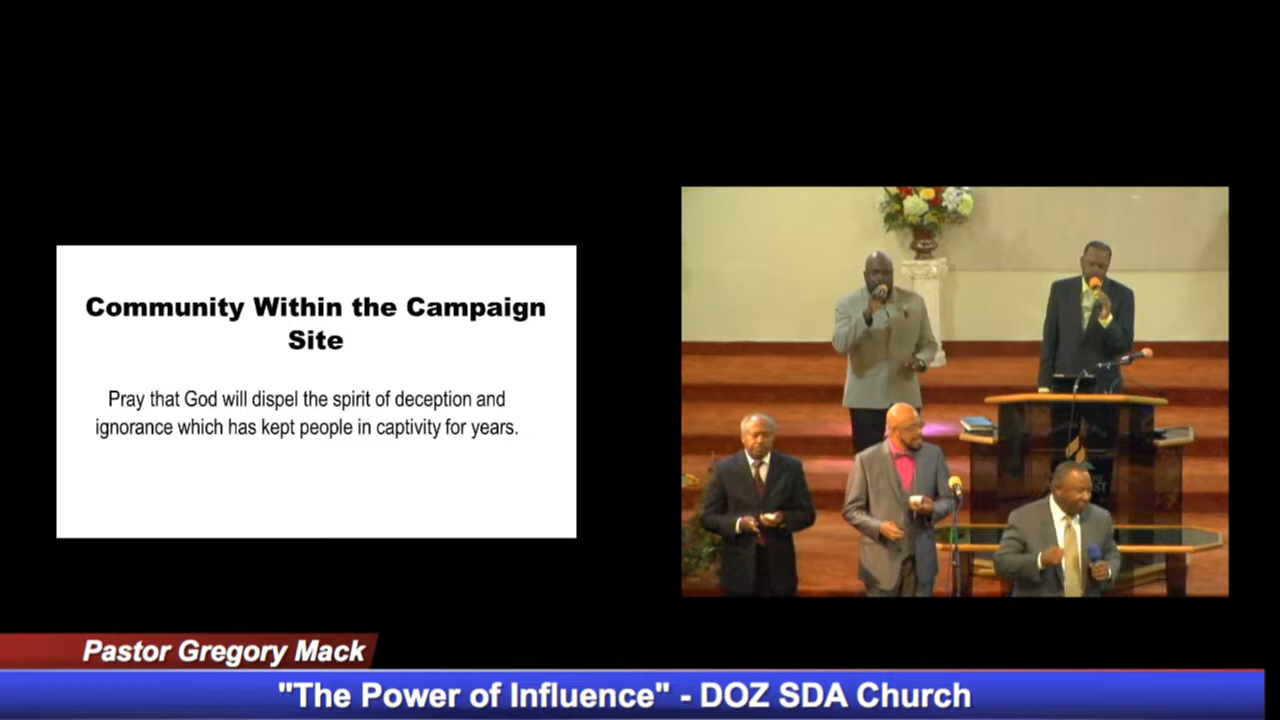 Community Within the Campaign
Site
Pray that God will dispel the spirit of deception and
ignorance which has kept people in captivity for years.
Pastor Gregory Mack
"The Power of Influence" - DOZ SDA Church